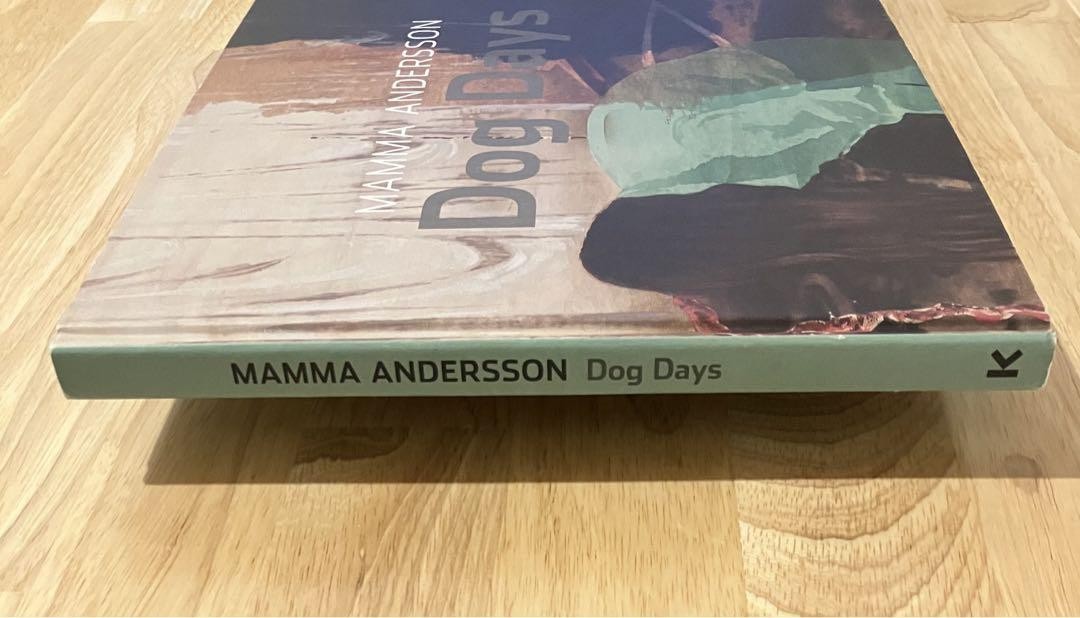 MAMMA ANDERSSON
Dog Days
MAMMA ANDERSSON Dog Days
K